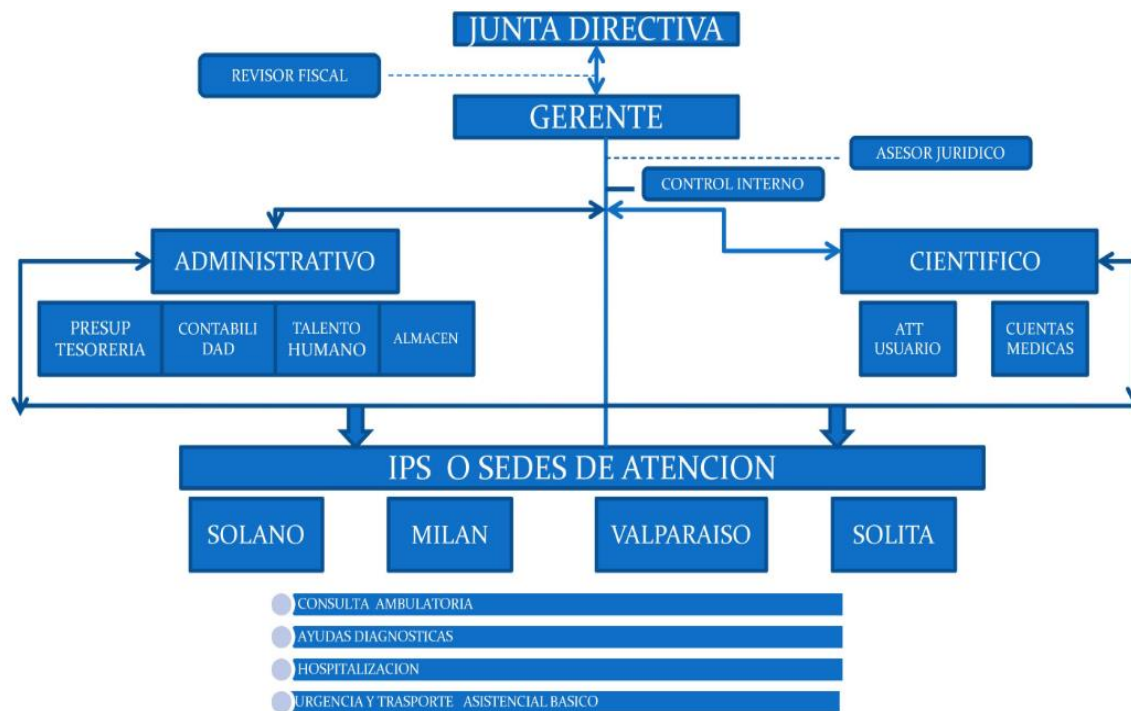 JUNTA DIRECTIVA
REVISOR FISCAL
GERENTE
ASESOR JURIDICO
CONTROL INTERNO
ADMINISTRATIVO
CIENTIFICO
PRESUP
TESORERIA
CONTABILI
DAD
TALENTO
HUMANO
ALMACEN
ATT
USUARIO
CUENTAS
MEDICAS
IPS O SEDES DE ATENCION
SOLANO
MILAN
VALPARAISO
SOLITA
CONSULTA AMBULATORIA
AYUDAS DIAGNOSTICAS
HOSPITALIZACION
URGENCIA Y TRASPORTE ASISTENCIAL BASICO